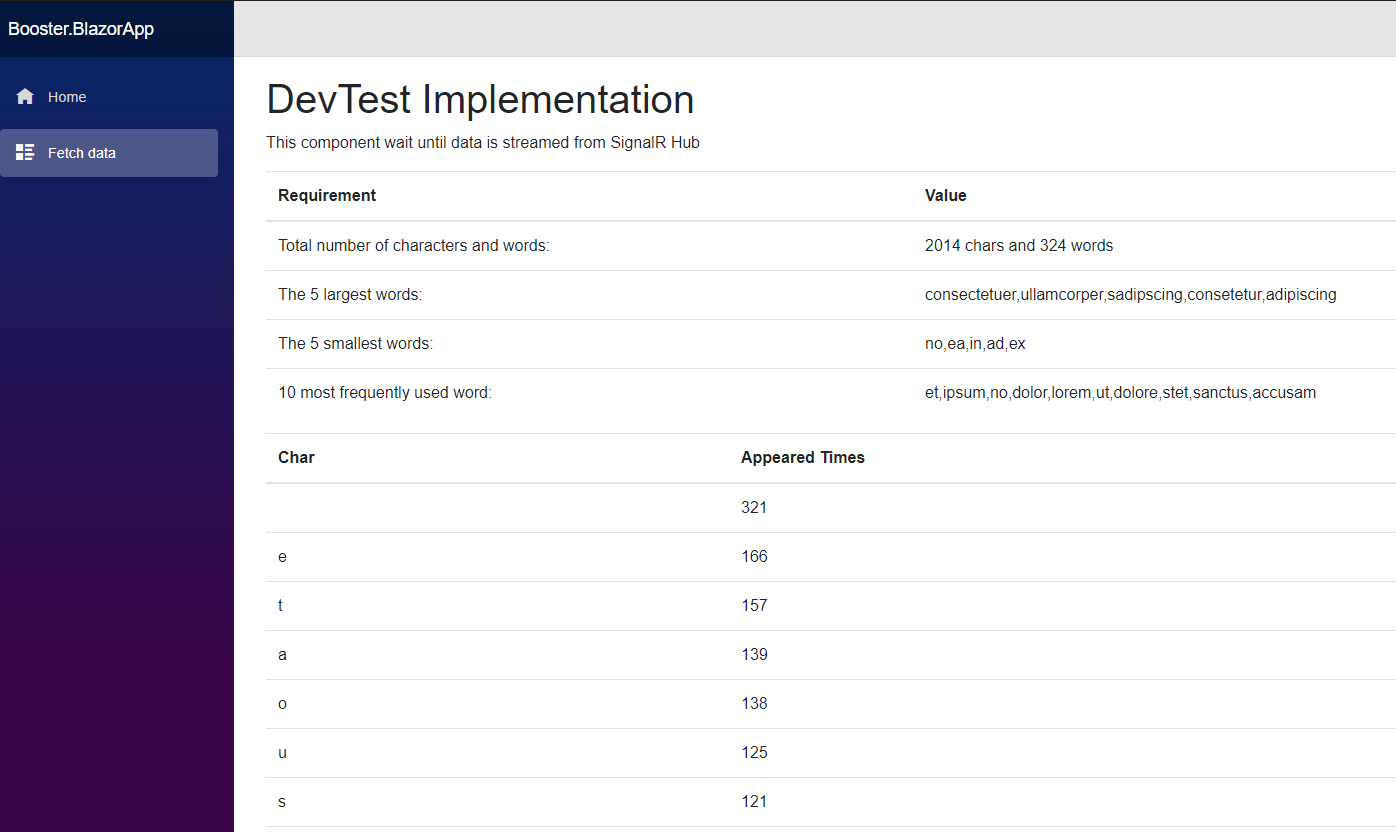 Booster.BlazorApp
Home
Fetch data
DevTest Implementation
This component wait until data is streamed from SignalR Hub
Requirement Value
Total number of characters and words: 2014 chars and 324 words
The 5 largest words: consectetuer,ullamcorper,sadipscing,consetetur,adipiscing
The 5 smallest words: no,ea,in,ad,ex
10 most frequently used word: et,ipsum,no,dolor,lorem,ut,dolore,stet,sanctus,accusam
Char Appeared Times
321
e 166
t 157
a 139
o 138
u 125
s 121